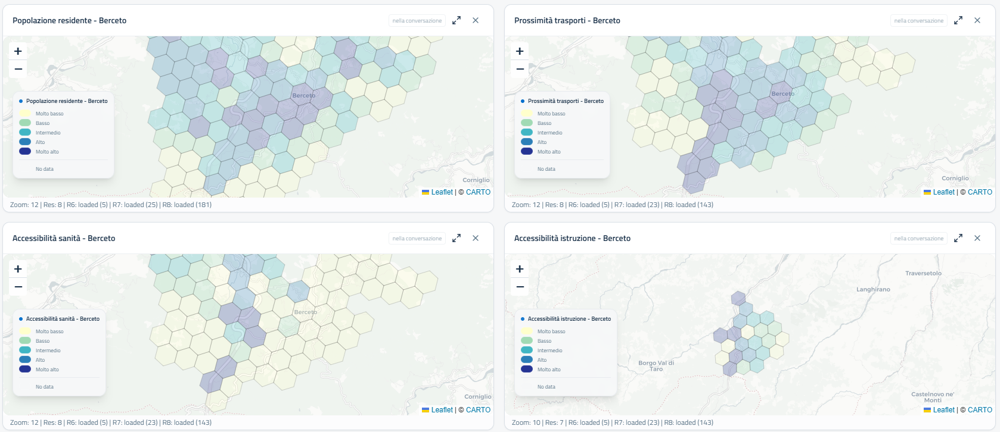 Popolazione residente - Berceto
nella conversazione
+
−
Berceto
Popolazione residente - Berceto
Molto basso
Basso
Intermedio
Alto
Molto alto
No data
Corniglio
Leaflet | © CARTO
Zoom: 12 | Res: 8 | R6: loaded (5) | R7: loaded (25) | R8: loaded (181)
Prossimità trasporti - Berceto
nella conversazione
+
−
Berceto
Prossimità trasporti - Berceto
Molto basso
Basso
Intermedio
Alto
Molto alto
No data
Corniglio
Leaflet | © CARTO
Zoom: 12 | Res: 8 | R6: loaded (5) | R7: loaded (23) | R8: loaded (143)
Accessibilità sanità - Berceto
nella conversazione
+
−
Berceto
Accessibilità sanità - Berceto
Molto basso
Basso
Intermedio
Alto
Molto alto
No data
Corniglio
Leaflet | © CARTO
Zoom: 12 | Res: 8 | R6: loaded (5) | R7: loaded (23) | R8: loaded (143)
Accessibilità istruzione - Berceto
nella conversazione
+
−
Traversetolo
Langhirano
Accessibilità istruzione - Berceto
Molto basso
Basso
Intermedio
Alto
Molto alto
No data
Borgo Val di
Taro
Castelnovo ne'
Monti
Leaflet | © CARTO
Zoom: 10 | Res: 7 | R6: loaded (5) | R7: loaded (23) | R8: loaded (143)